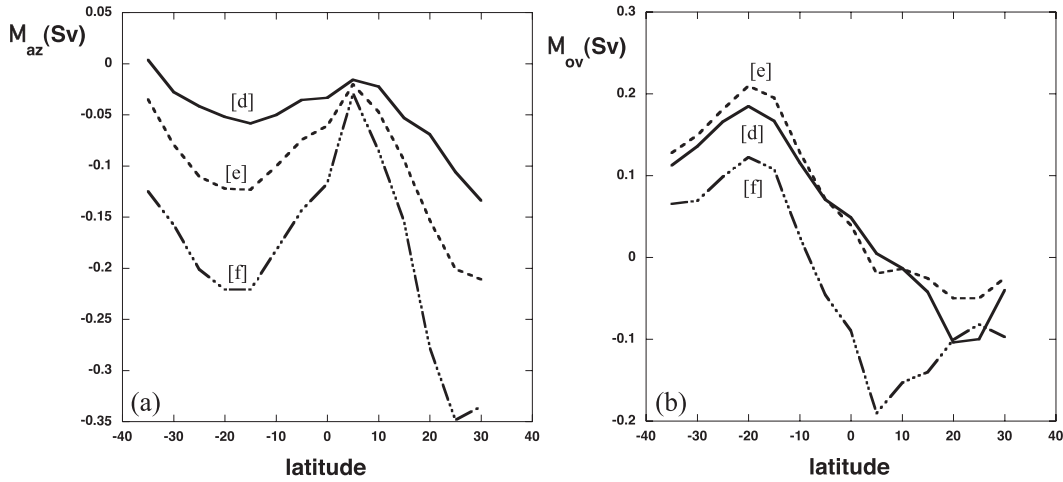 M_az(Sv)
0.05
0
-0.05
-0.1
-0.15
-0.2
-0.25
-0.3
-0.35
[d]
[e]
[f]
(a)
-40 -30 -20 -10 0 10 20 30 40
latitude
M_ov(Sv)
0.3
0.2
0.1
0
-0.1
-0.2
[e]
[d]
[f]
(b)
-40 -30 -20 -10 0 10 20 30 40
latitude